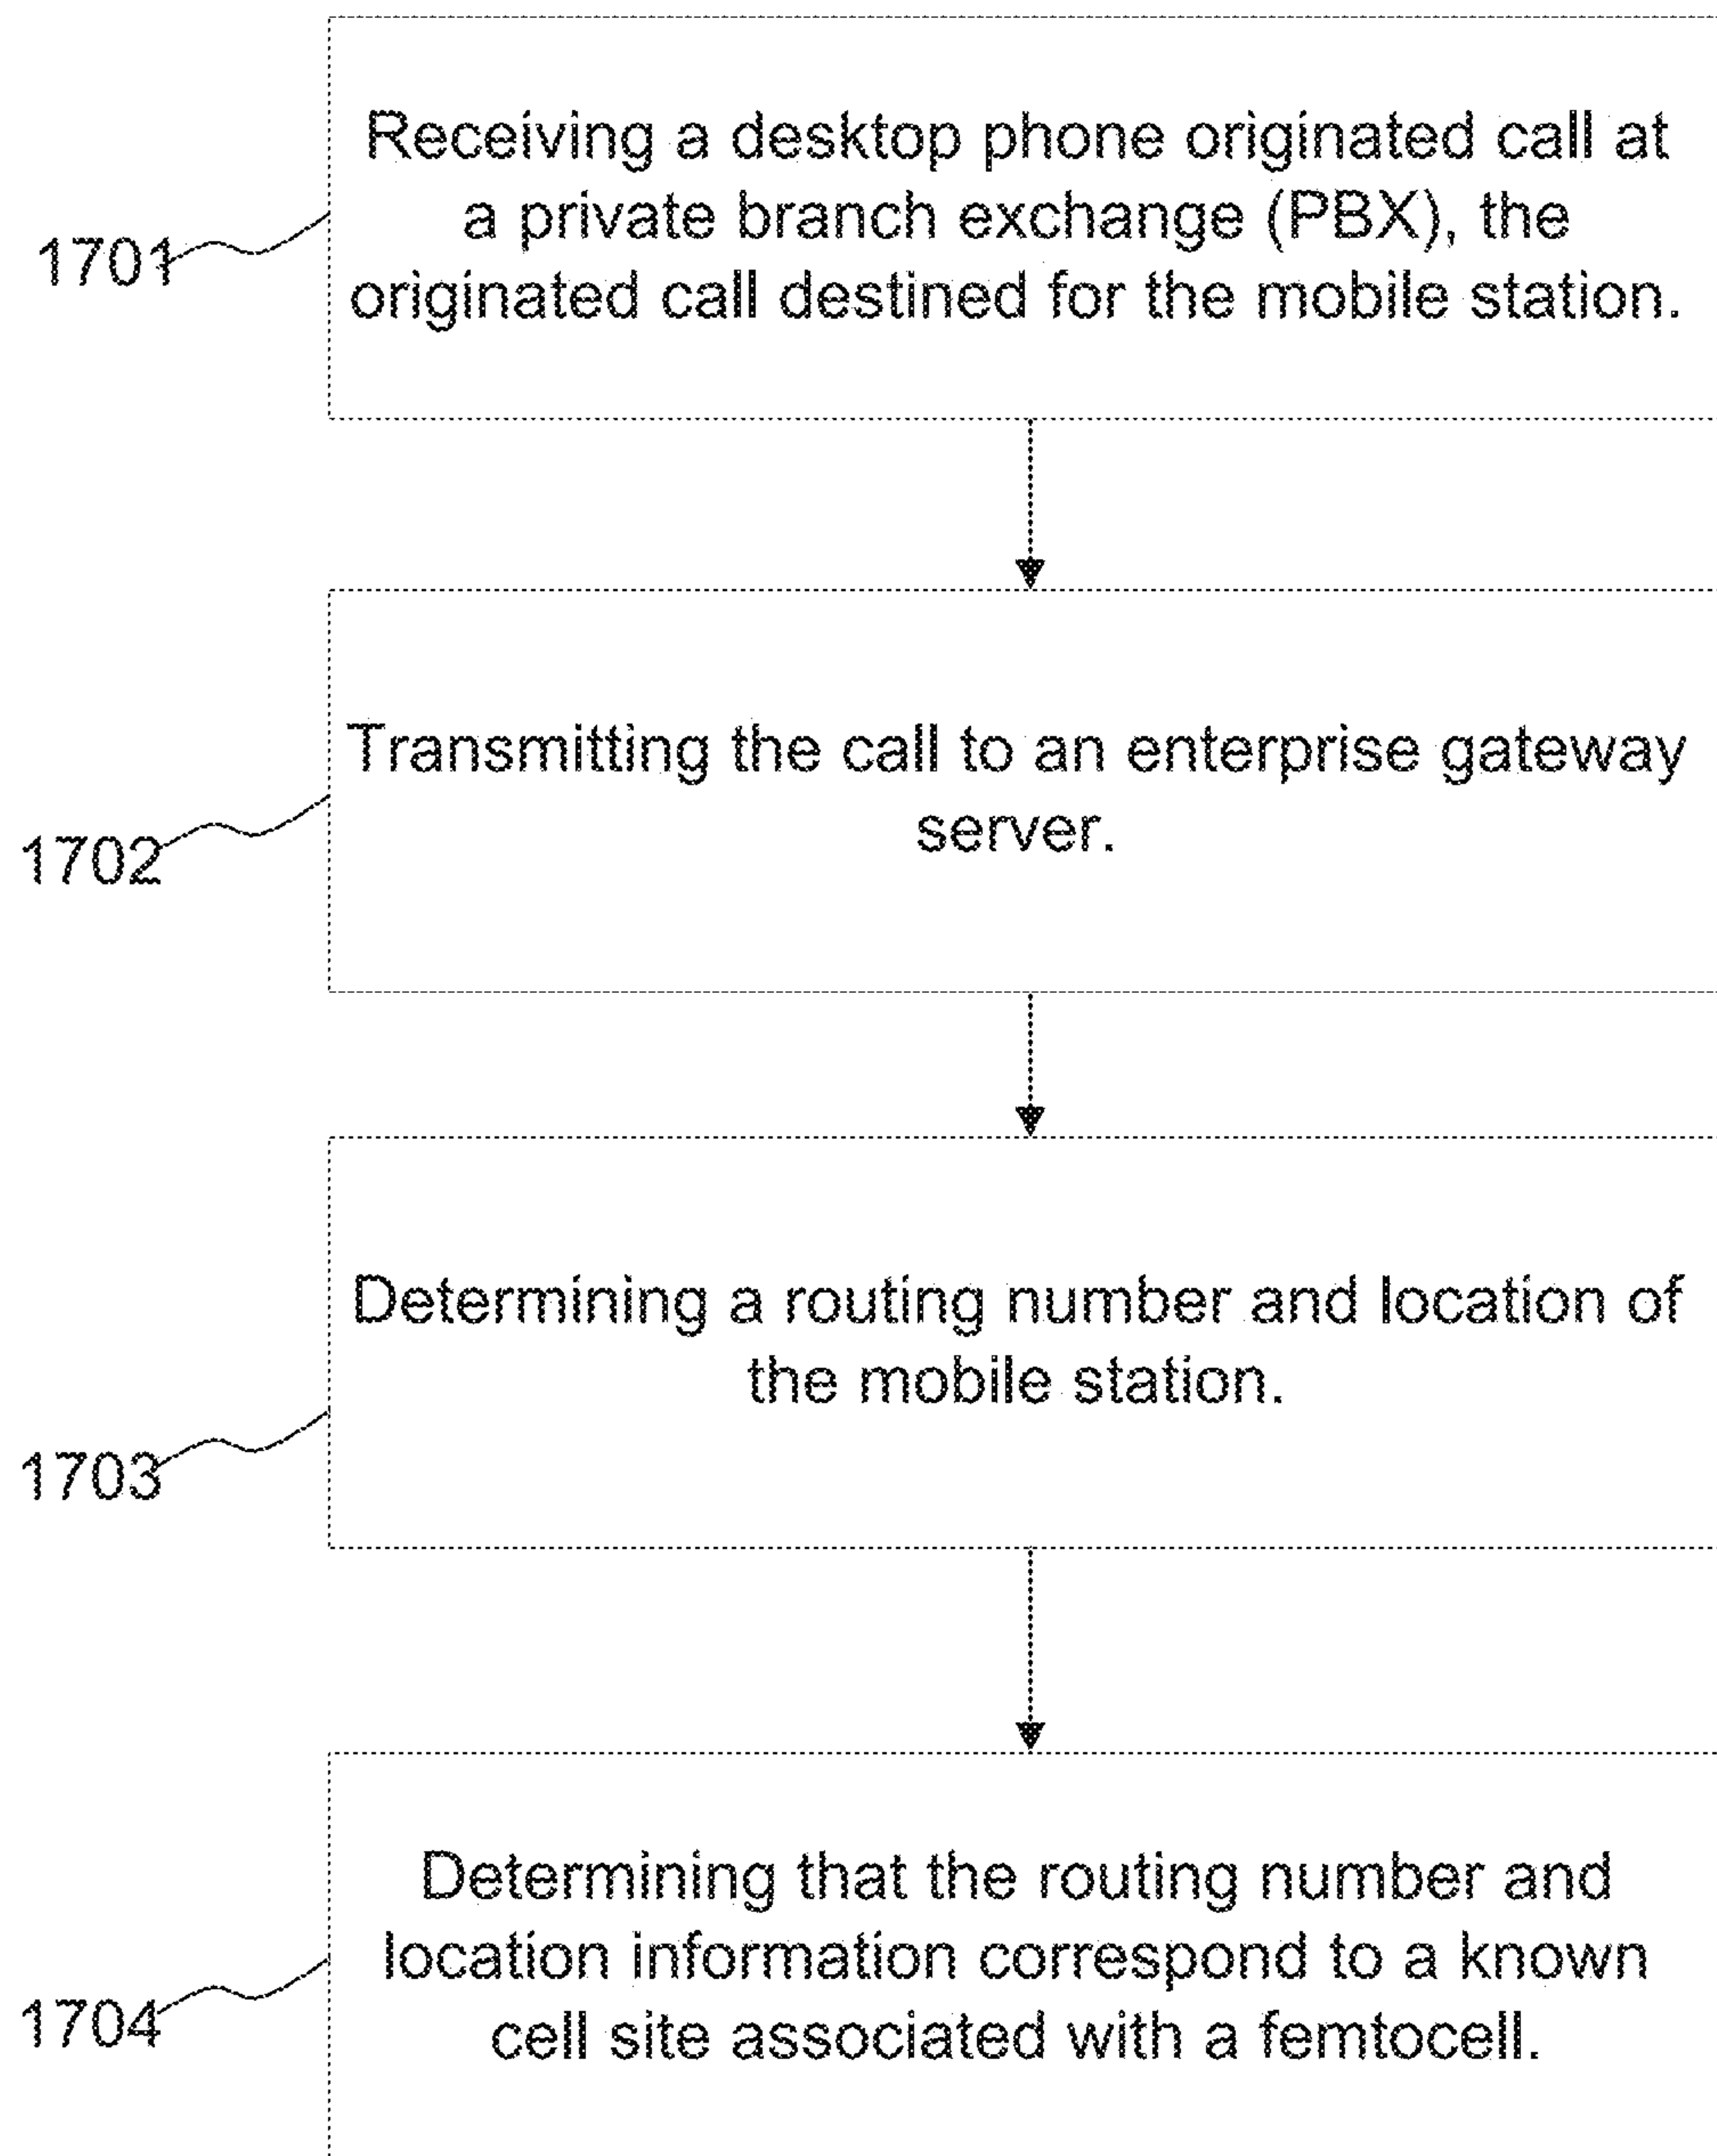 Receiving a desktop phone originated call at
a private branch exchange (PBX), the
originated call destined for the mobile station.
1701
Transmitting the call to an enterprise gateway
server.
1702
Determining a routing number and location of
the mobile station.
1703
Determining that the routing number and
location information correspond to a known
cell site associated with a femtocell.
1704